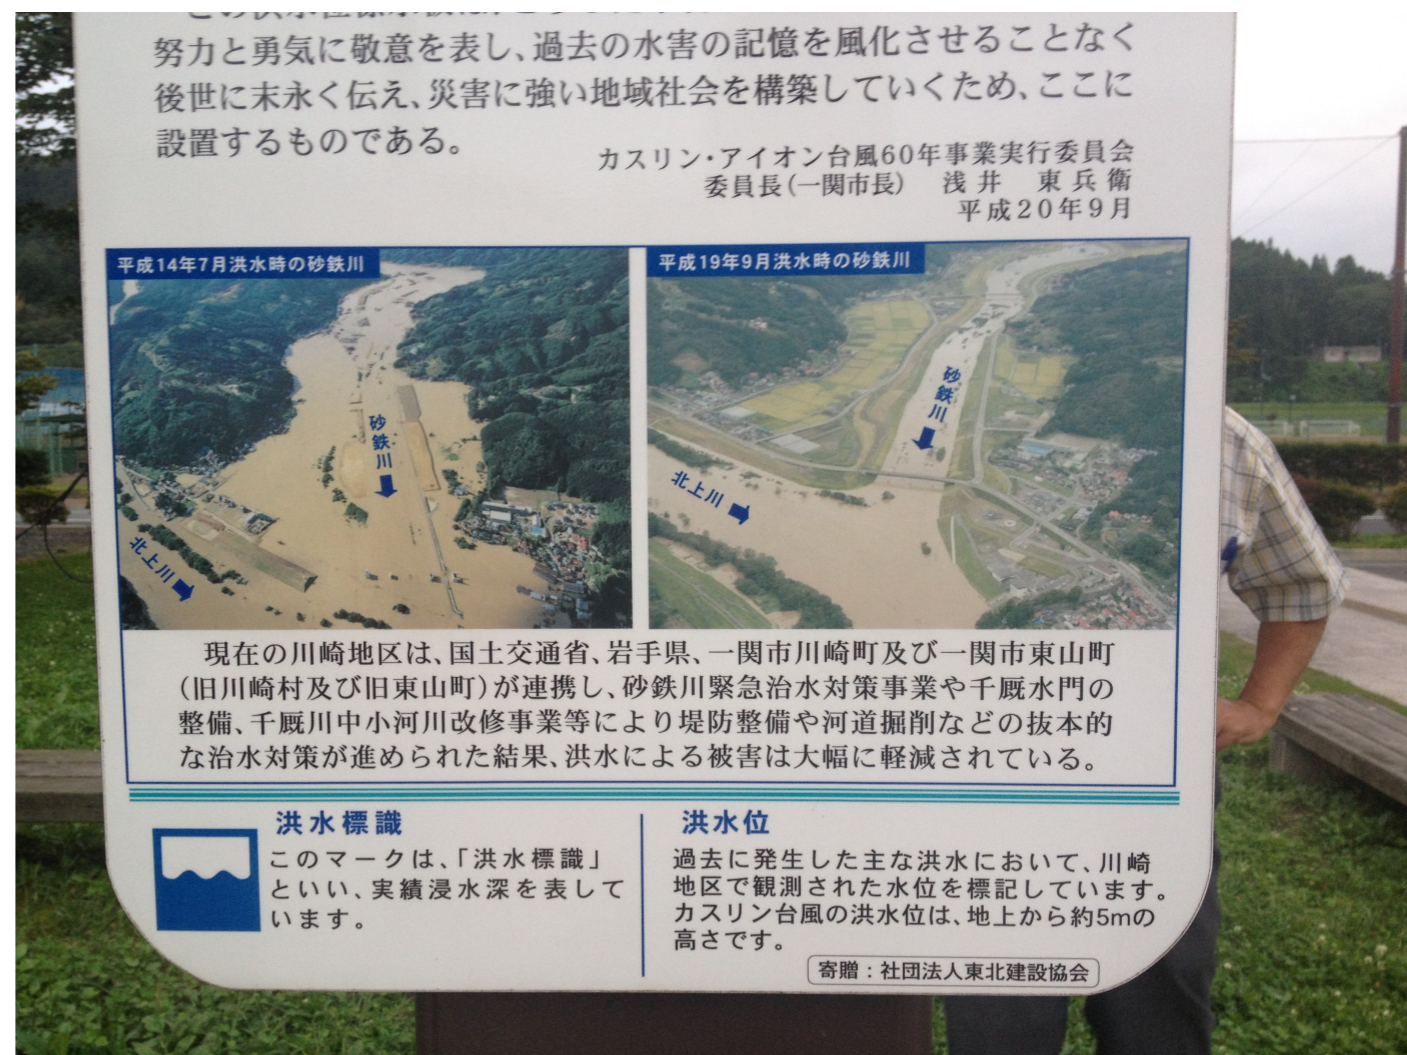 努力と勇気に敬意を表し、過去の水害の記憶を風化させることなく
後世に末永く伝え、災害に強い地域社会を構築していくため、ここに
設置するものである。
カスリン・アイオン台風60年事業実行委員会
委員長(一関市長) 浅井 東兵衛
平成20年9月
平成14年7月洪水時の砂鉄川
砂鉄川
北上川
平成19年9月洪水時の砂鉄川
砂鉄川
北上川
現在の川崎地区は、国土交通省、岩手県、一関市川崎町及び一関市東山町
(旧川崎村及び旧東山町)が連携し、砂鉄川緊急治水対策事業や千厩水門の
整備、千厩川中小河川改修事業等により堤防整備や河道掘削などの抜本的
な治水対策が進められた結果、洪水による被害は大幅に軽減されている。
洪水標識
このマークは、「洪水標識」
といい、実績浸水深を表して
います。
洪水位
過去に発生した主な洪水において、川崎
地区で観測された水位を標記しています。
カスリン台風の洪水位は、地上から約5mの
高さです。
寄贈：社団法人東北建設協会